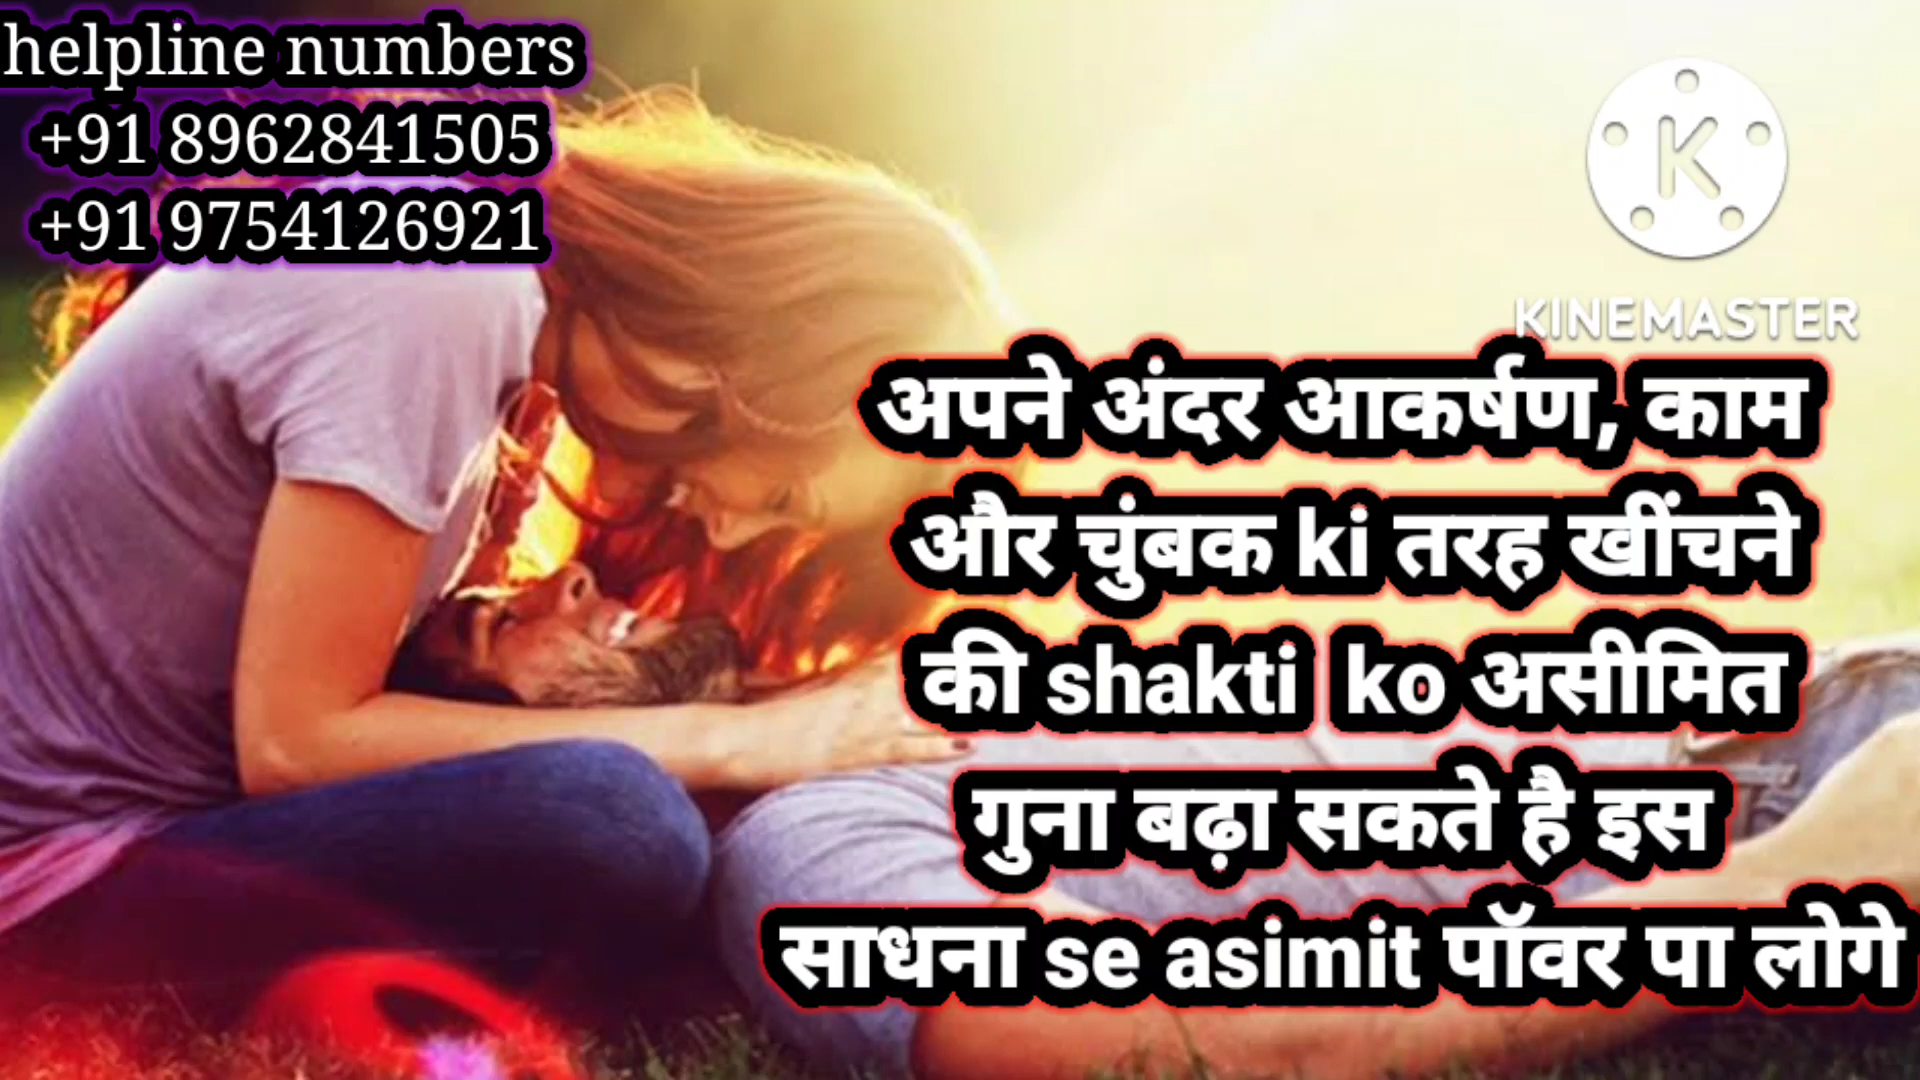 helpline numbers
+91 8962841505
+91 9754126921
KINEMASTER
अपने अंदर आकर्षण, काम
और चुंबक ki तरह खींचने
की shakti ko असीमित
गुना बढ़ा सकते है इस
साधना se asimit पॉवर पा लोगे